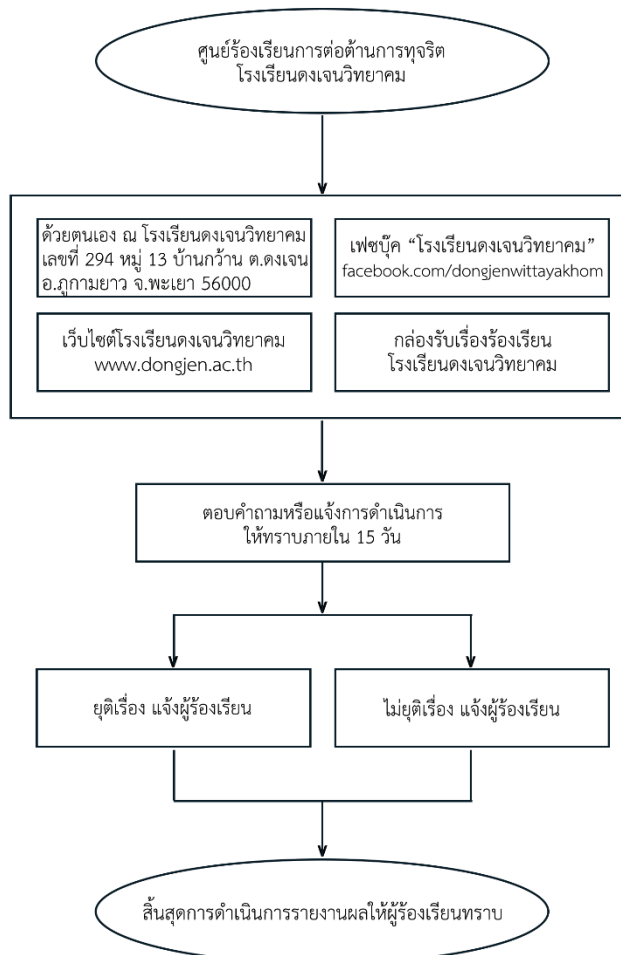 ศูนย์ร้องเรียนการต่อต้านการทุจริต
โรงเรียนดงเจนวิทยาคม
ด้วยตนเอง ณ โรงเรียนดงเจนวิทยาคม
เลขที่ 294 หมู่ 13 บ้านกว้าน ต.ดงเจน
อ.ภูกามยาว จ.พะเยา 56000
เฟซบุ๊ค “โรงเรียนดงเจนวิทยาคม”
facebook.com/dongjenwittayakhom
เว็บไซต์โรงเรียนดงเจนวิทยาคม
www.dongjen.ac.th
กล่องรับเรื่องร้องเรียน
โรงเรียนดงเจนวิทยาคม
ตอบคำถามหรือแจ้งการดำเนินการ
ให้ทราบภายใน 15 วัน
ยุติเรื่อง แจ้งผู้ร้องเรียน
ไม่ยุติเรื่อง แจ้งผู้ร้องเรียน
สิ้นสุดการดำเนินการรายงานผลให้ผู้ร้องเรียนทราบ